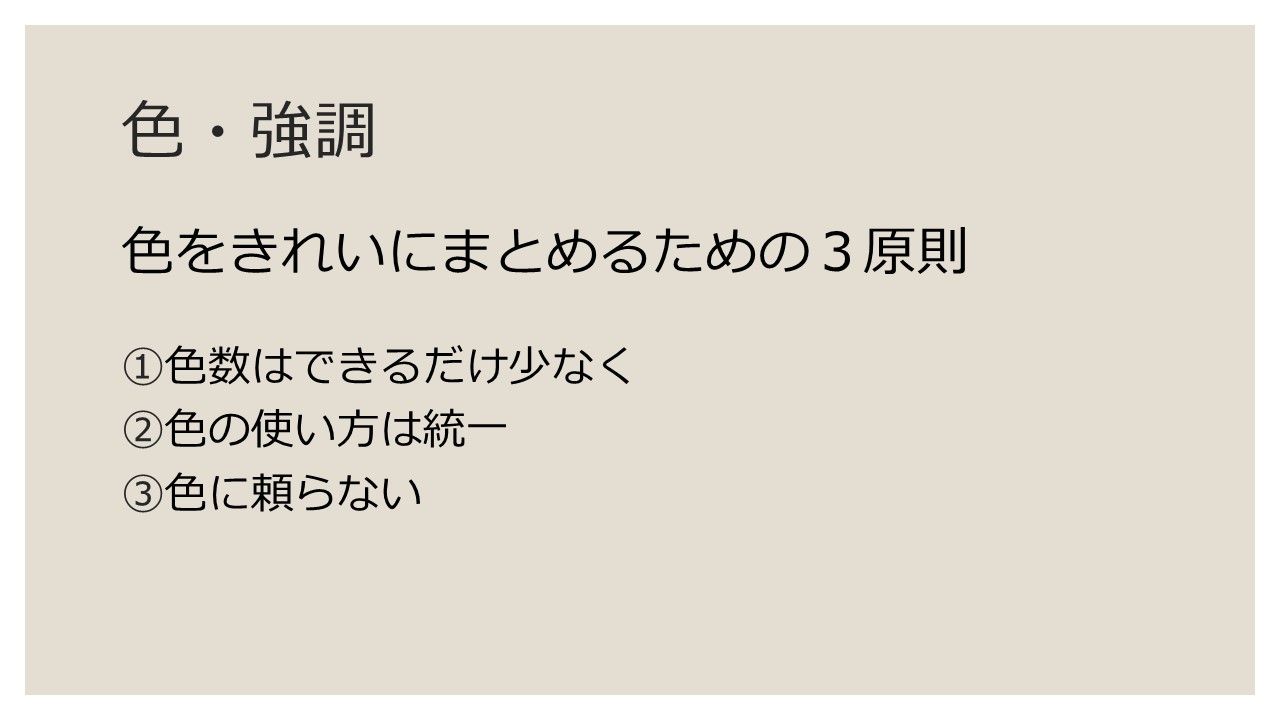 色・強調
色をきれいにまとめるための３原則
①色数はできるだけ少なく
②色の使い方は統一
③色に頼らない